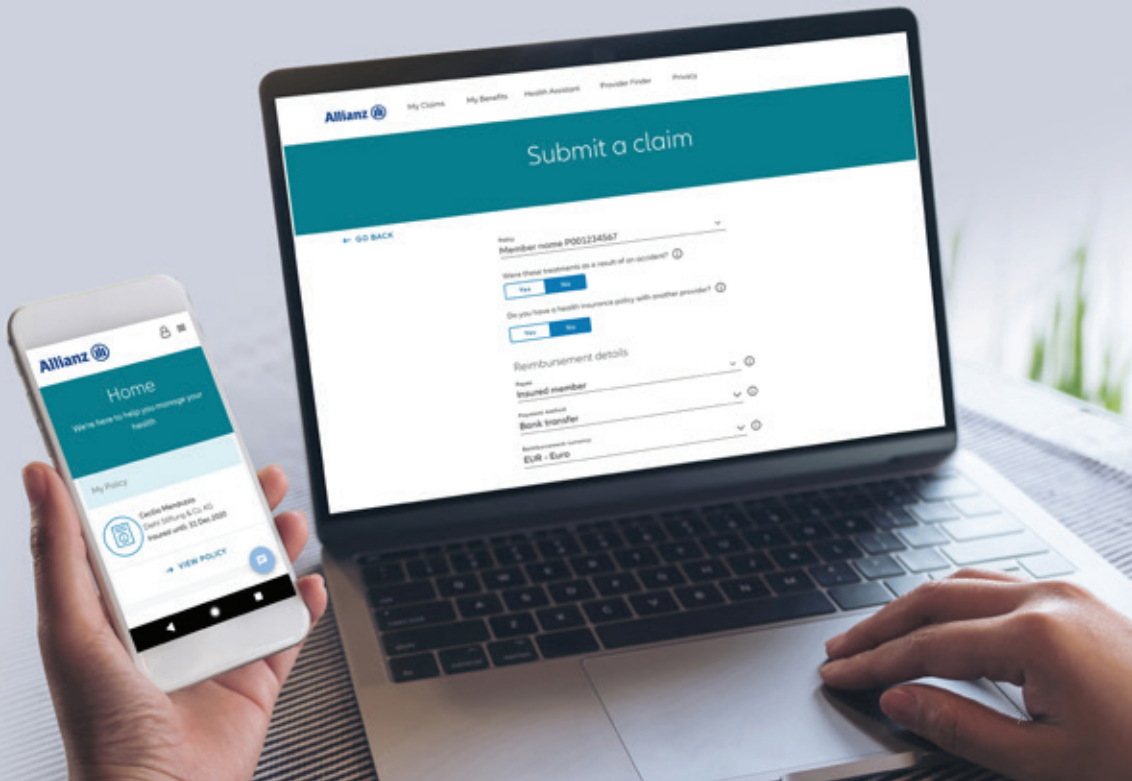 Allianz
My Claims My Benefits Health Assistant Provider Finder Privacy
Submit a claim
← GO BACK
Policy
Member name P001234567
Were these treatments as a result of an accident?
Yes No
Do you have a health insurance policy with another provider?
Yes No
Reimbursement details
Payee
Insured member
Payment method
Bank transfer
Reimbursement currency
EUR - Euro
Allianz
Home
We're here to help you manage your
health
My Policy
Cecilia Mendozza
Diehl Stiftung & Co. KG
Insured until: 31 Dec 2020
→ VIEW POLICY